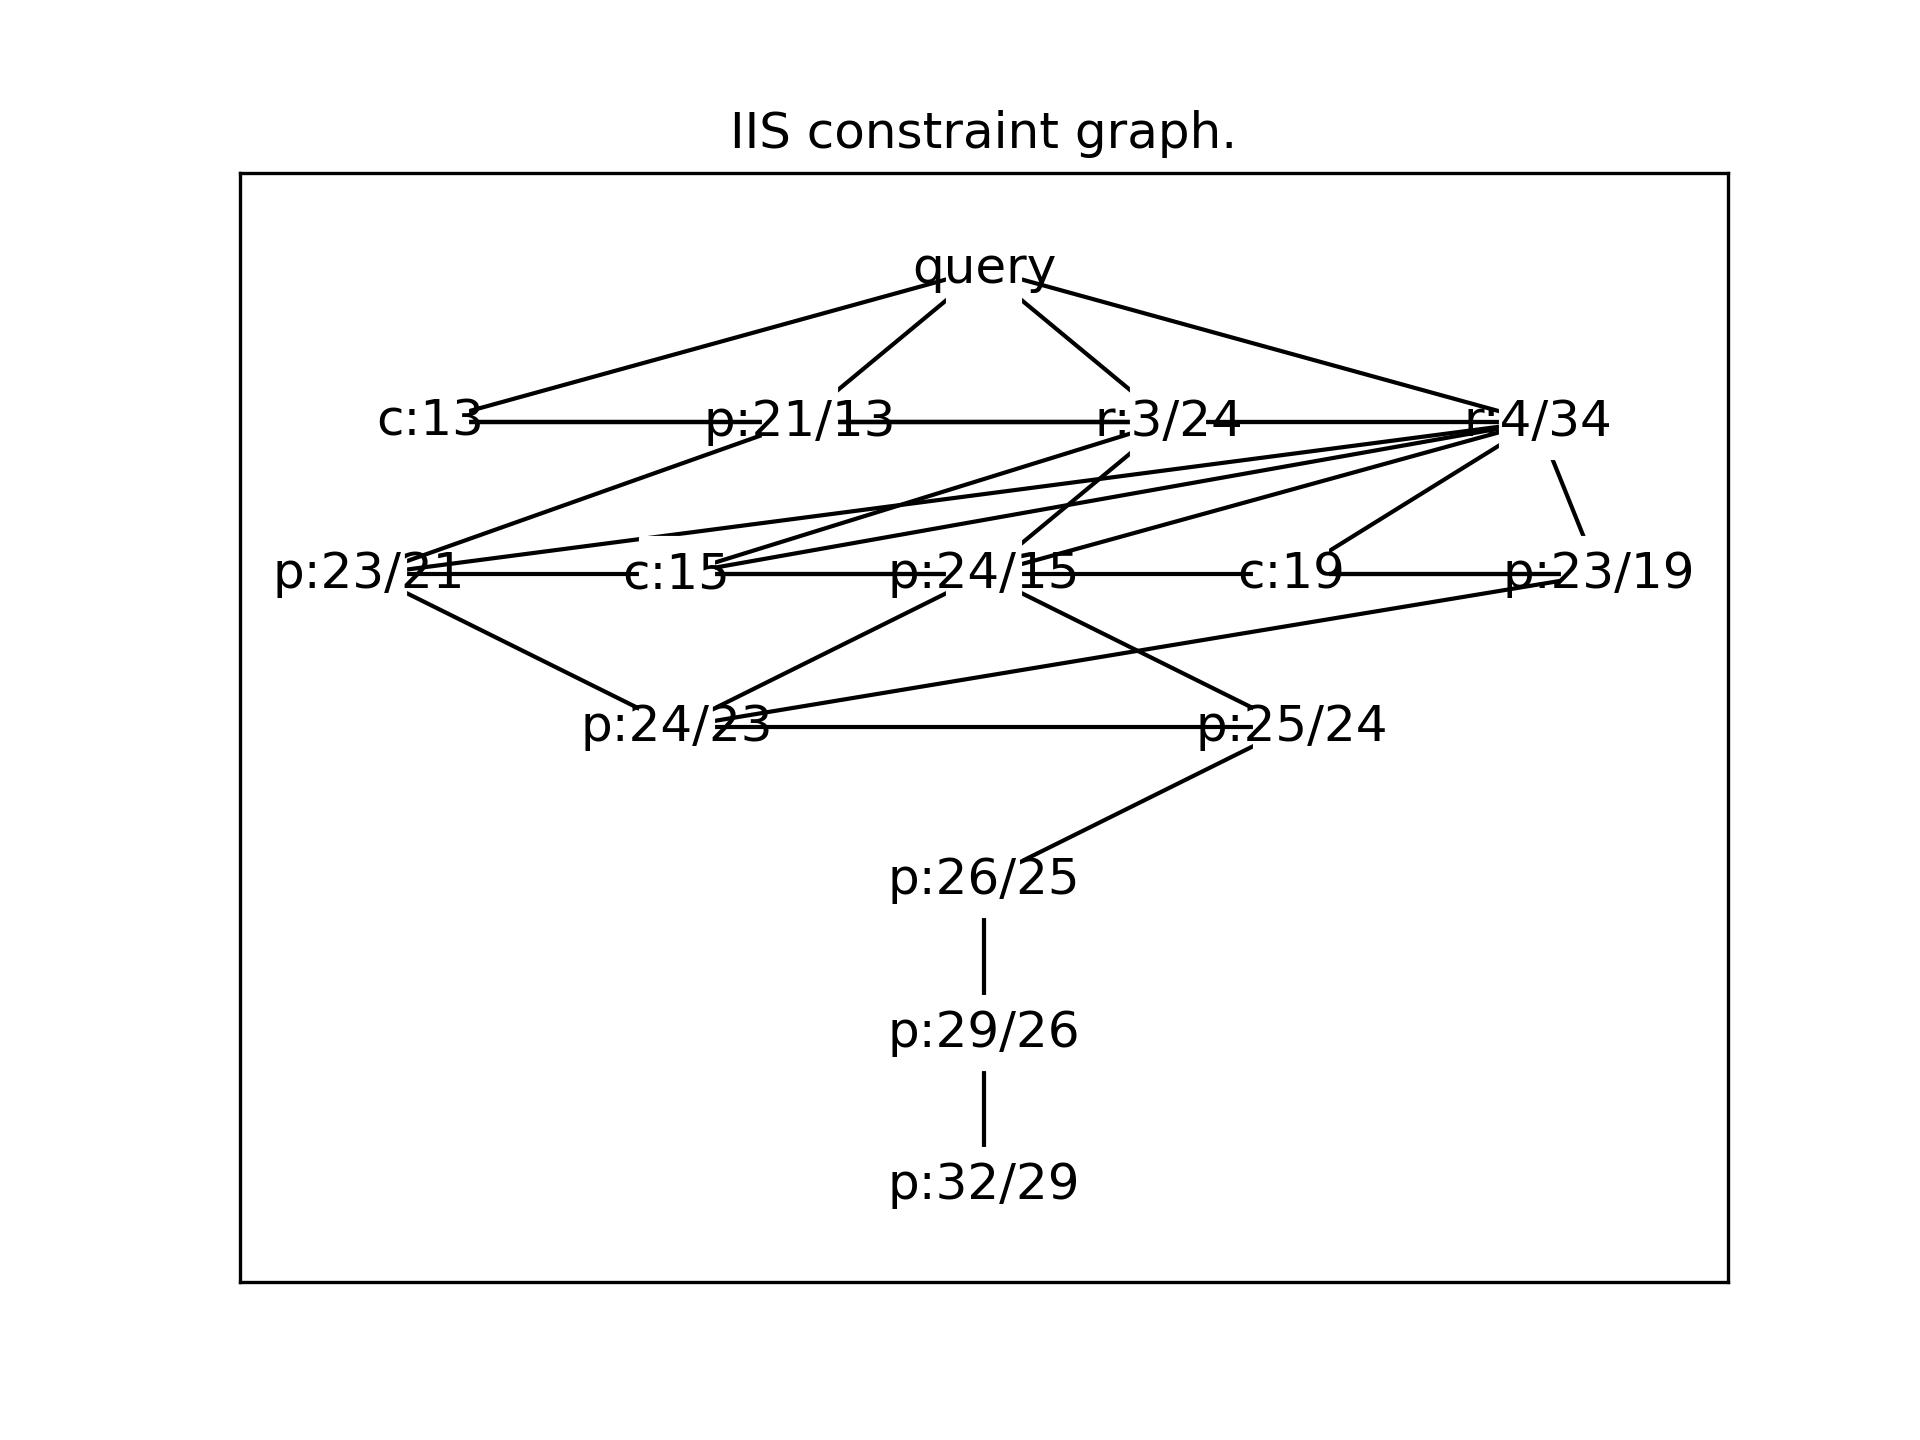 IIS constraint graph.
query
c:13 p:21/13 r:3/24 r:4/34
p:23/21 c:15 p:24/15 c:19 p:23/19
p:24/23 p:25/24
p:26/25
p:29/26
p:32/29